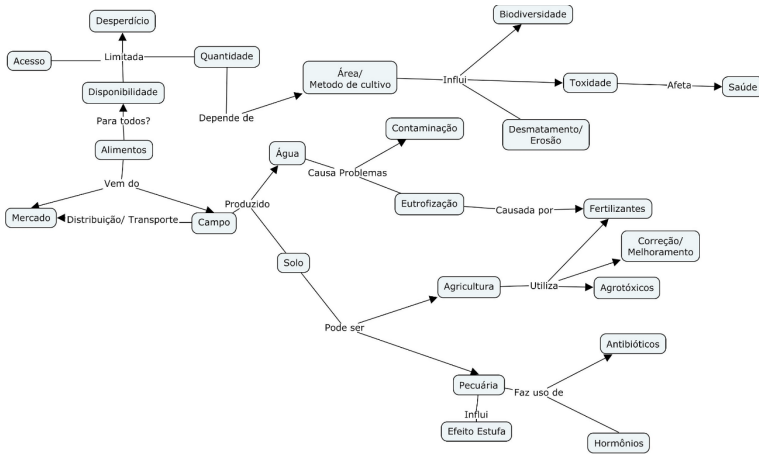 Biodiversidade
Desperdício
Acesso
Limitada
Quantidade
Área/
Metodo de cultivo
Influi
Toxidade
Afeta
Saúde
Disponibilidade
Depende de
Para todos?
Contaminação
Desmatamento/
Erosão
Alimentos
Água
Causa Problemas
Vem do
Eutrofização
Causada por
Fertilizantes
Mercado
Distribuição/ Transporte
Campo
Produzido
Correção/
Melhoramento
Solo
Agricultura
Utiliza
Agrotóxicos
Pode ser
Antibióticos
Pecuária
Faz uso de
Influi
Efeito Estufa
Hormônios